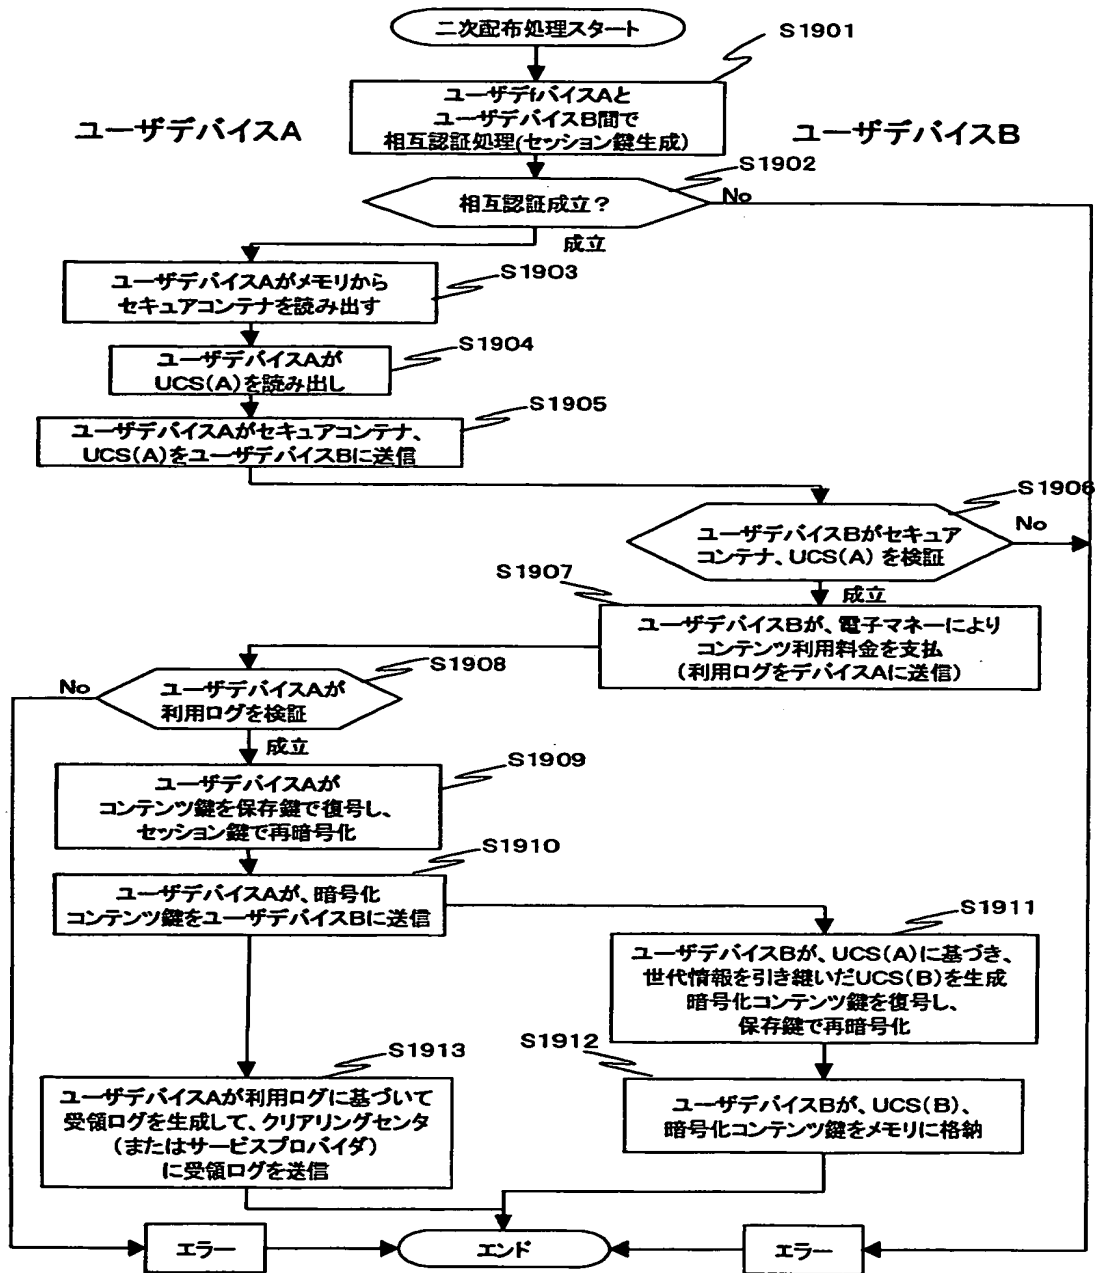 二次配布処理スタート
S1901
ユーザデfバイスAと
ユーザデバイスB間で
相互認証処理(セッション鍵生成)
ユーザデバイスA
ユーザデバイスB
S1902
相互認証成立？
No
成立
S1903
ユーザデバイスAがメモリから
セキュアコンテナを読み出す
S1904
ユーザデバイスAが
UCS(A)を読み出し
S1905
ユーザデバイスAがセキュアコンテナ、
UCS(A)をユーザデバイスBに送信
S1906
ユーザデバイスBがセキュア
コンテナ、UCS(A) を検証
No
成立
S1907
ユーザデバイスBが、電子マネーにより
コンテンツ利用料金を支払
(利用ログをデバイスAに送信)
S1908
No
ユーザデバイスAが
利用ログを検証
成立
S1909
ユーザデバイスAが
コンテンツ鍵を保存鍵で復号し、
セッション鍵で再暗号化
S1910
ユーザデバイスAが、暗号化
コンテンツ鍵をユーザデバイスBに送信
S1911
ユーザデバイスBが、UCS(A)に基づき、
世代情報を引き継いだUCS(B)を生成
暗号化コンテンツ鍵を復号し、
保存鍵で再暗号化
S1912
ユーザデバイスBが、UCS(B)、
暗号化コンテンツ鍵をメモリに格納
S1913
ユーザデバイスAが利用ログに基づいて
受領ログを生成して、クリアリングセンタ
(またはサービスプロバイダ)
に受領ログを送信
エラー
エンド
エラー